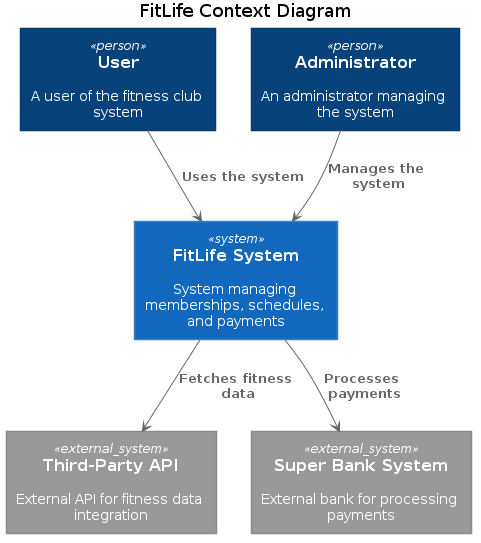 FitLife Context Diagram
«person»
User
A user of the fitness club
system
«person»
Administrator
An administrator managing
the system
Uses the system
Manages the
system
«system»
FitLife System
System managing
memberships, schedules,
and payments
Fetches fitness
data
Processes
payments
«external_system»
Third-Party API
External API for fitness data
integration
«external_system»
Super Bank System
External bank for processing
payments